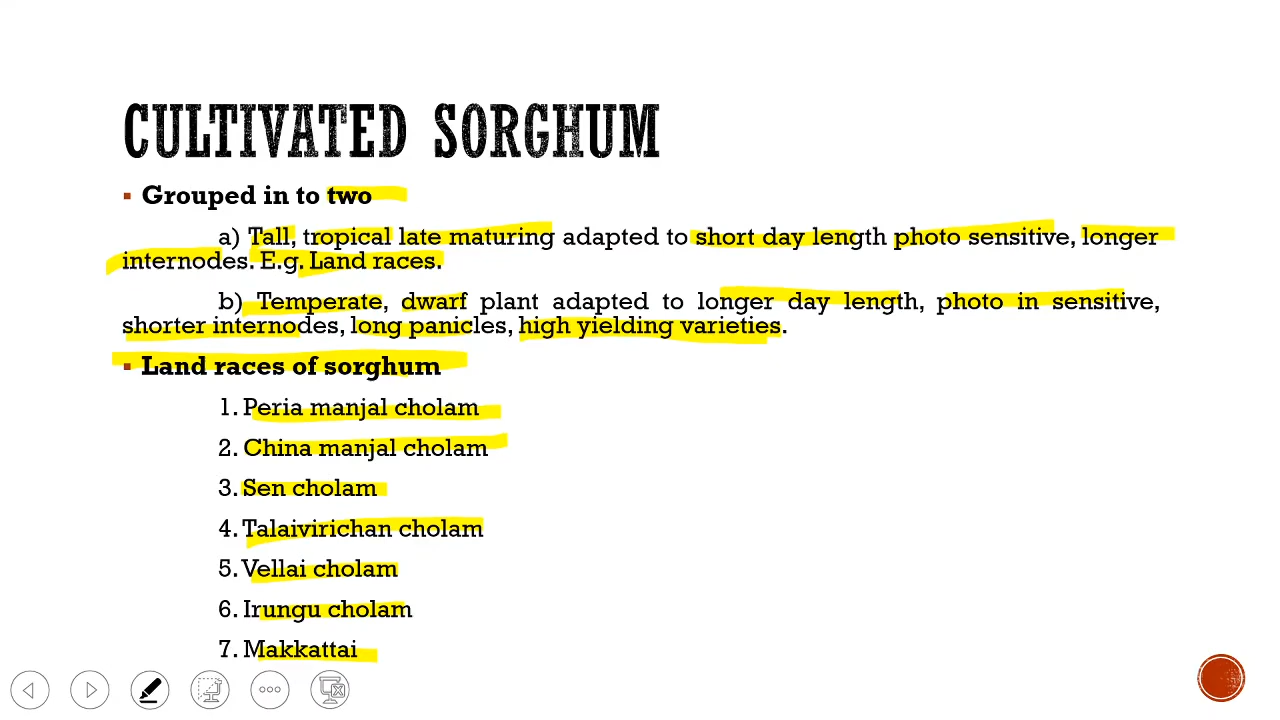 CULTIVATED SORGHUM
▪ Grouped in to two
a) Tall, tropical late maturing adapted to short day length photo sensitive, longer
internodes. E.g. Land races.
b) Temperate, dwarf plant adapted to longer day length, photo in sensitive,
shorter internodes, long panicles, high yielding varieties.
▪ Land races of sorghum
1. Peria manjal cholam
2. China manjal cholam
3. Sen cholam
4. Talaivirichan cholam
5. Vellai cholam
6. Irungu cholam
7. Makkattai